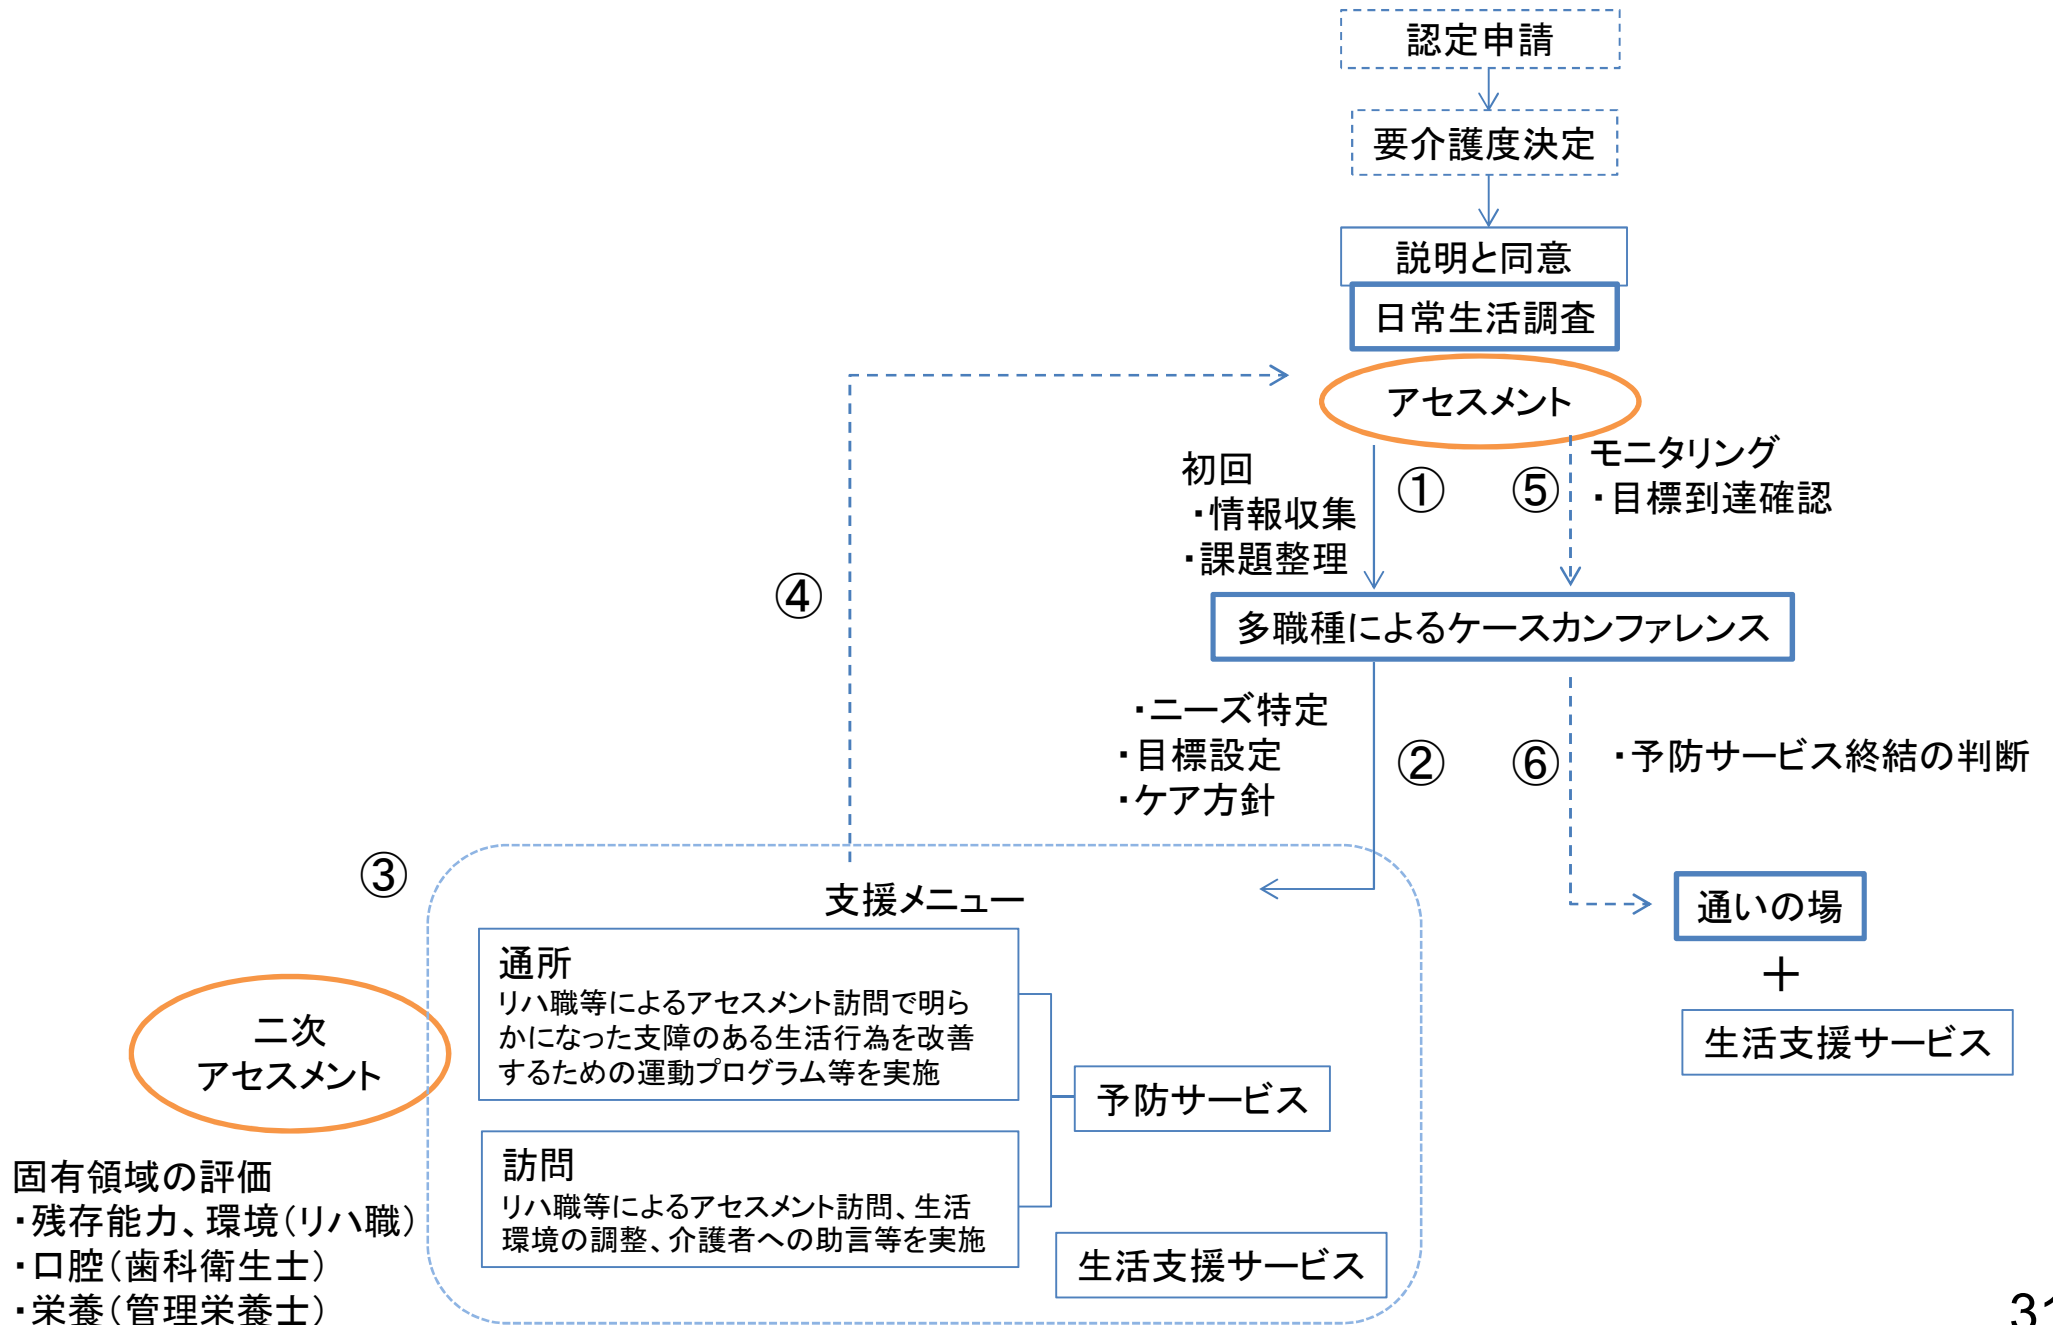 認定申請
要介護度決定
説明と同意
日常生活調査
アセスメント
初回
・情報収集
・課題整理
①
⑤
モニタリング
・目標到達確認
④
多職種によるケースカンファレンス
・ニーズ特定
・目標設定
・ケア方針
②
⑥
・予防サービス終結の判断
③
支援メニュー
通所
リハ職等によるアセスメント訪問で明ら
かになった支障のある生活行為を改善
するための運動プログラム等を実施
訪問
リハ職等によるアセスメント訪問、生活
環境の調整、介護者への助言等を実施
予防サービス
生活支援サービス
通いの場
＋
生活支援サービス
二次
アセスメント
固有領域の評価
・残存能力、環境（リハ職）
・口腔（歯科衛生士）
・栄養（管理栄養士）
31